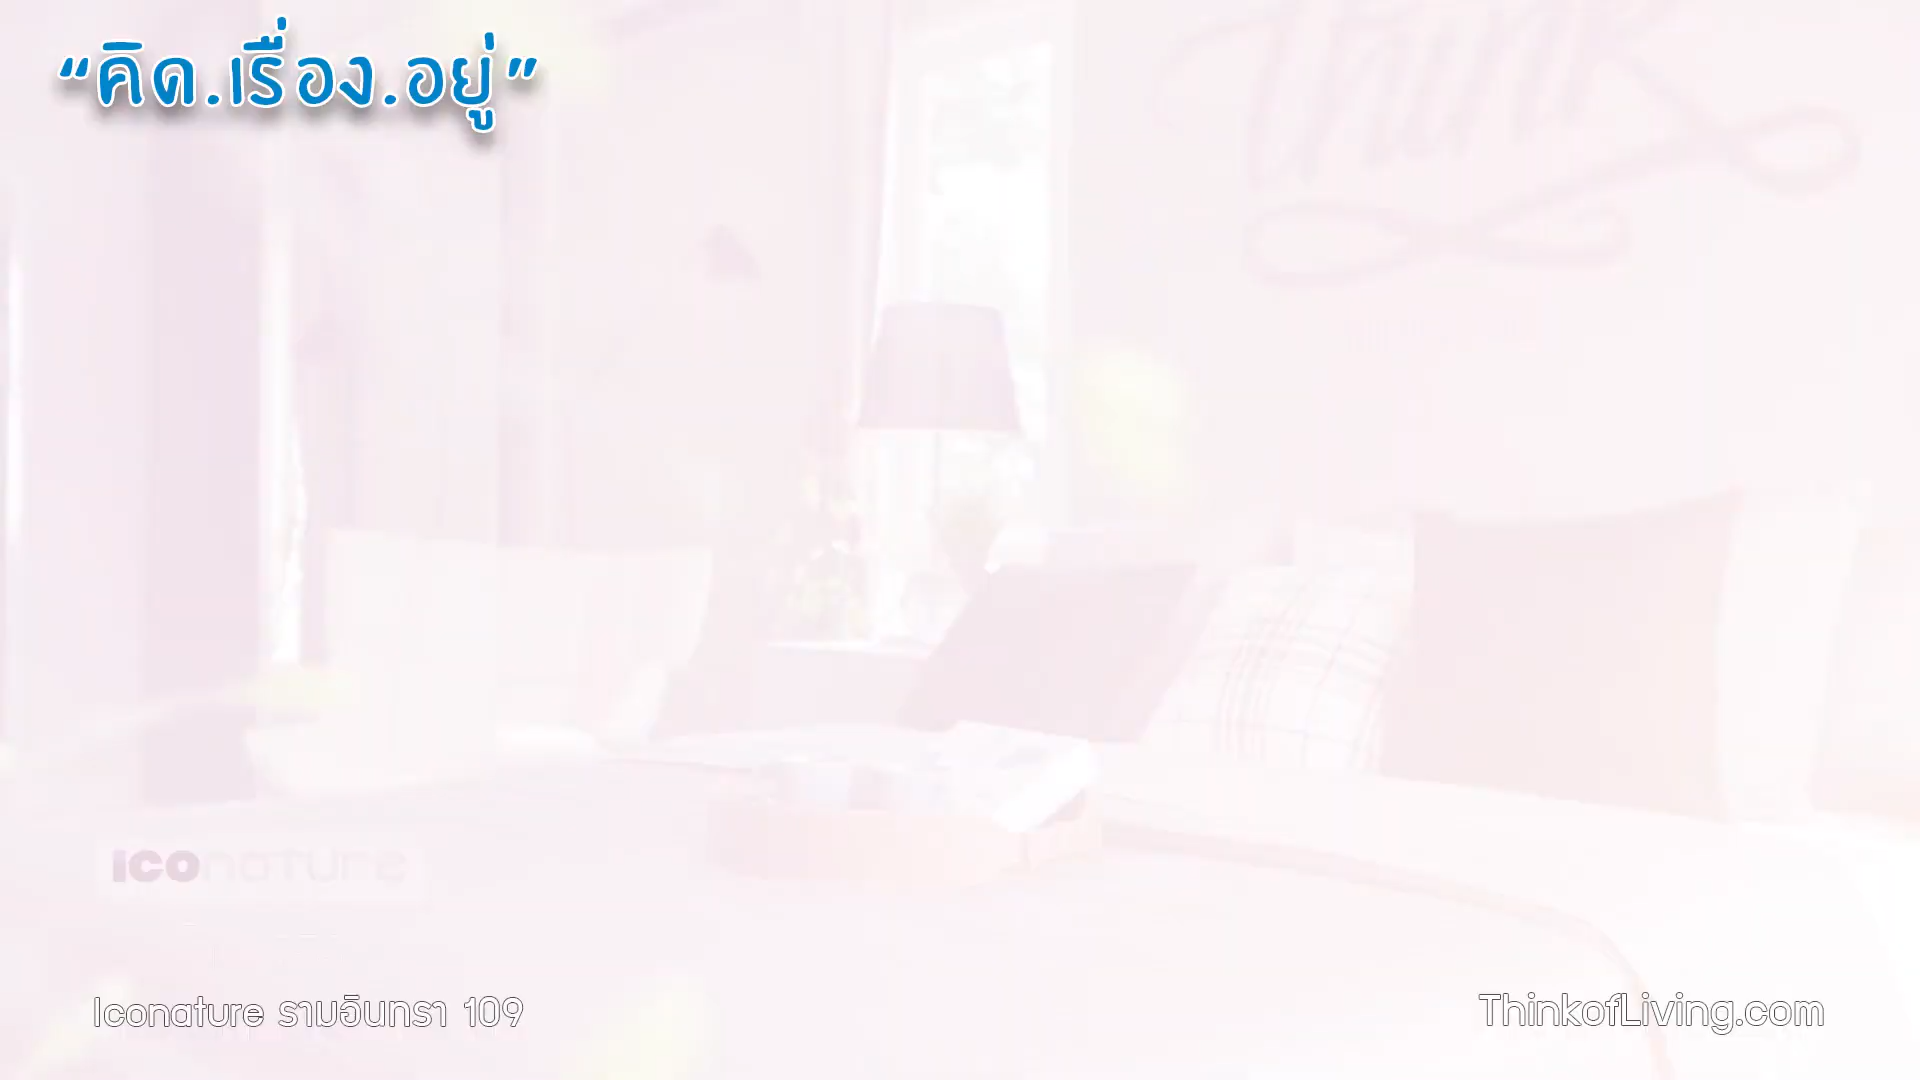 “คิด.เรื่อง.อยู่”
Think
Iconature
Iconature รามอินทรา 109
ThinkofLiving.com